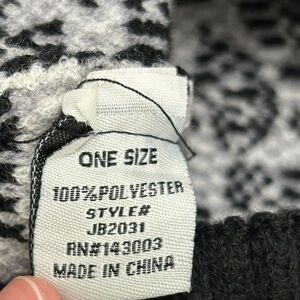 ONE SIZE
100%POLYESTER
STYLE#
JB2031
RN#143003
MADE IN CHINA